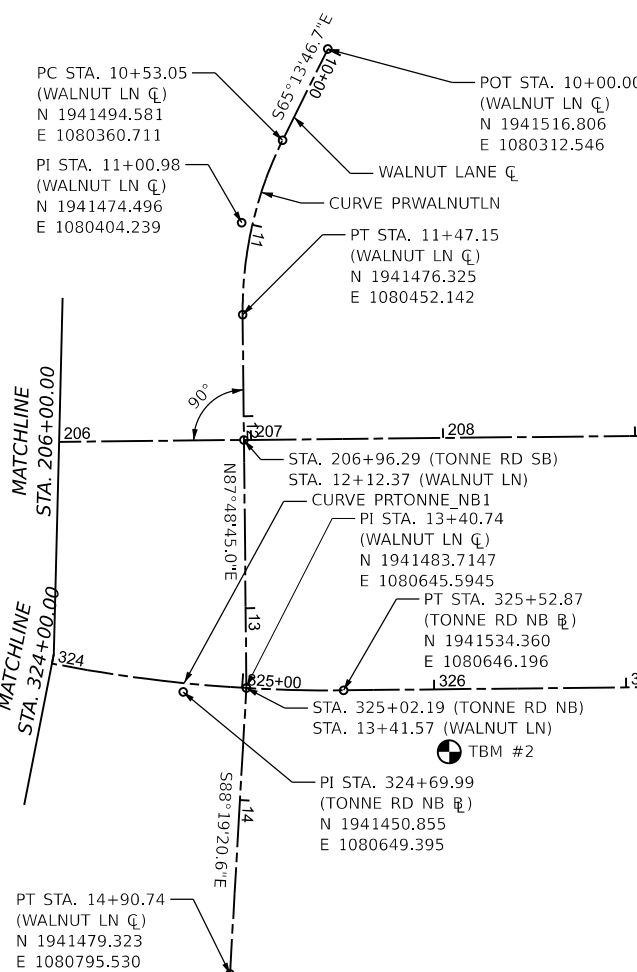 S65°13'46.7"E
10+00
PC STA. 10+53.05
(WALNUT LN ℄)
N 1941494.581
E 1080360.711
POT STA. 10+00.00
(WALNUT LN ℄)
N 1941516.806
E 1080312.546
PI STA. 11+00.98
(WALNUT LN ℄)
N 1941474.496
E 1080404.239
WALNUT LANE ℄
CURVE PRWALNUTLN
11
PT STA. 11+47.15
(WALNUT LN ℄)
N 1941476.325
E 1080452.142
MATCHLINE
STA. 206+00.00
90°
12
206
207
208
STA. 206+96.29 (TONNE RD SB)
STA. 12+12.37 (WALNUT LN)
N87°48'45.0"E
CURVE PRTONNE_NB1
PI STA. 13+40.74
(WALNUT LN ℄)
N 1941483.7147
E 1080645.5945
PT STA. 325+52.87
(TONNE RD NB BL)
N 1941534.360
E 1080646.196
13
MATCHLINE
STA. 324+00.00
324
325+00
326
STA. 325+02.19 (TONNE RD NB)
STA. 13+41.57 (WALNUT LN)
TBM #2
PI STA. 324+69.99
(TONNE RD NB BL)
N 1941450.855
E 1080649.395
S88°19'20.6"E
14
PT STA. 14+90.74
(WALNUT LN ℄)
N 1941479.323
E 1080795.530